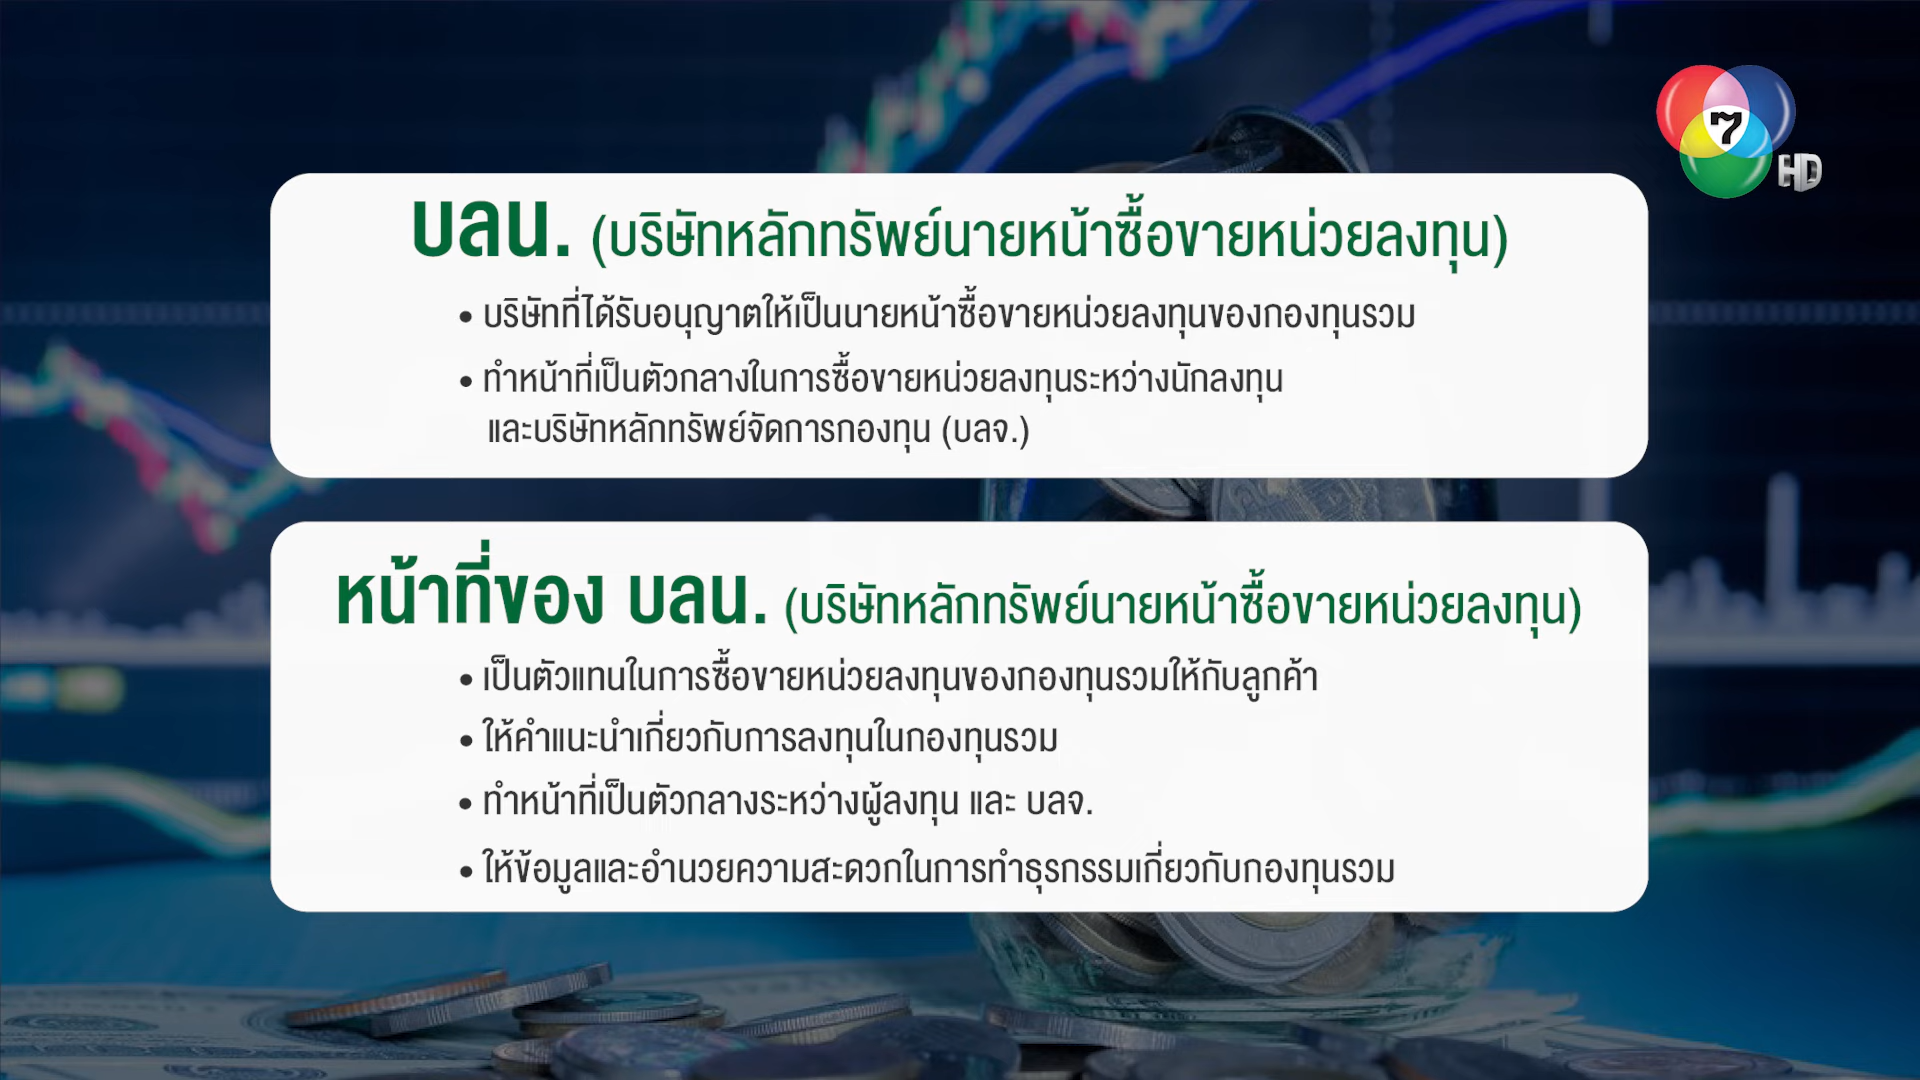 7
HD
บลน. (บริษัทหลักทรัพย์นายหน้าซื้อขายหน่วยลงทุน)
• บริษัทที่ได้รับอนุญาตให้เป็นนายหน้าซื้อขายหน่วยลงทุนของกองทุนรวม
• ทำหน้าที่เป็นตัวกลางในการซื้อขายหน่วยลงทุนระหว่างนักลงทุน
และบริษัทหลักทรัพย์จัดการกองทุน (บลจ.)
หน้าที่ของ บลน. (บริษัทหลักทรัพย์นายหน้าซื้อขายหน่วยลงทุน)
• เป็นตัวแทนในการซื้อขายหน่วยลงทุนของกองทุนรวมให้กับลูกค้า
• ให้คำแนะนำเกี่ยวกับการลงทุนในกองทุนรวม
• ทำหน้าที่เป็นตัวกลางระหว่างผู้ลงทุน และ บลจ.
• ให้ข้อมูลและอำนวยความสะดวกในการทำธุรกรรมเกี่ยวกับกองทุนรวม